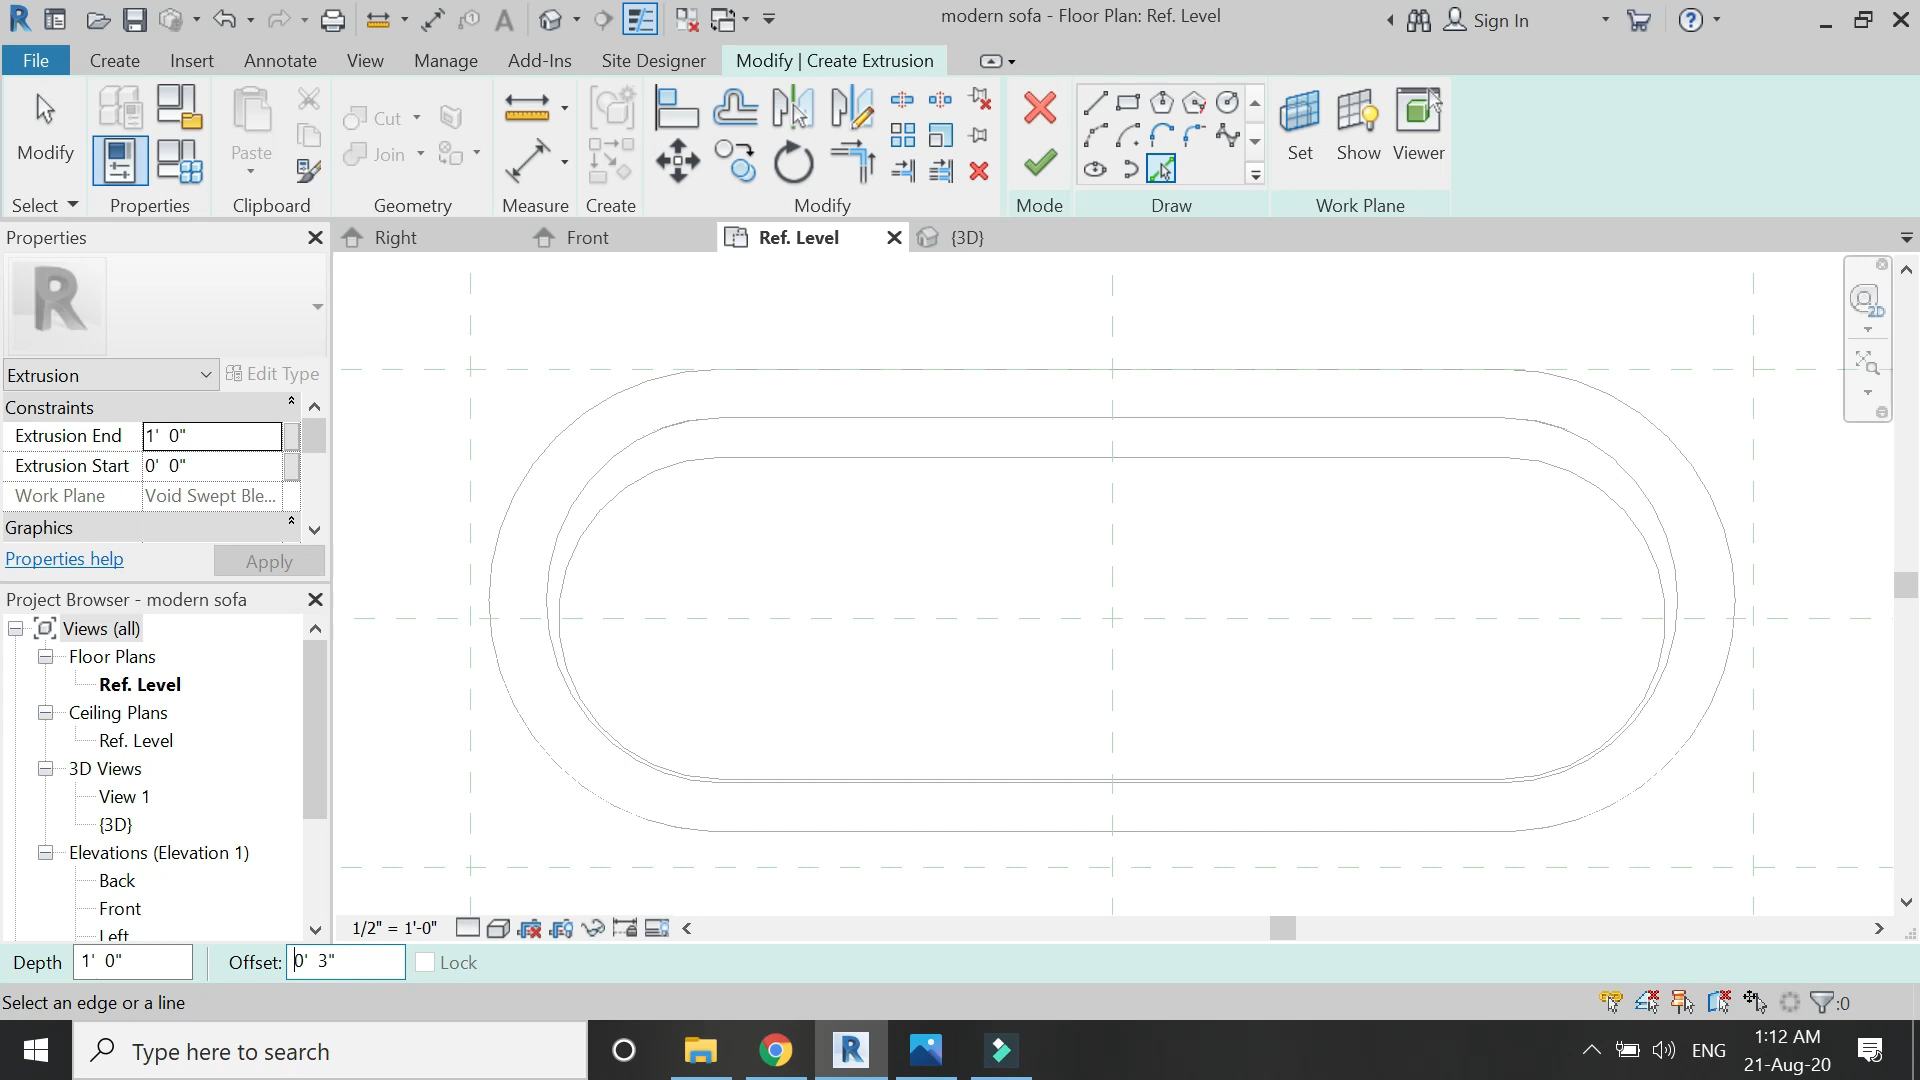 modern sofa - Floor Plan: Ref. Level
Sign In
File
Create
Insert
Annotate
View
Manage
Add-Ins
Site Designer
Modify | Create Extrusion
Modify
Paste
Cut
Join
Set
Show
Viewer
Select
Properties
Clipboard
Geometry
Measure
Create
Modify
Mode
Draw
Work Plane
Properties
Right
Front
Ref. Level
{3D}
2D
Extrusion
Edit Type
Constraints
Extrusion End 1' 0"
Extrusion Start 0' 0"
Work Plane Void Swept Ble...
Graphics
Properties help
Apply
Project Browser - modern sofa
Views (all)
Floor Plans
Ref. Level
Ceiling Plans
Ref. Level
3D Views
View 1
{3D}
Elevations (Elevation 1)
Back
Front
Left
1/2" = 1'-0"
Depth 1' 0"
Offset: 0' 3"
Lock
Select an edge or a line
:0
Type here to search
ENG
1:12 AM
21-Aug-20